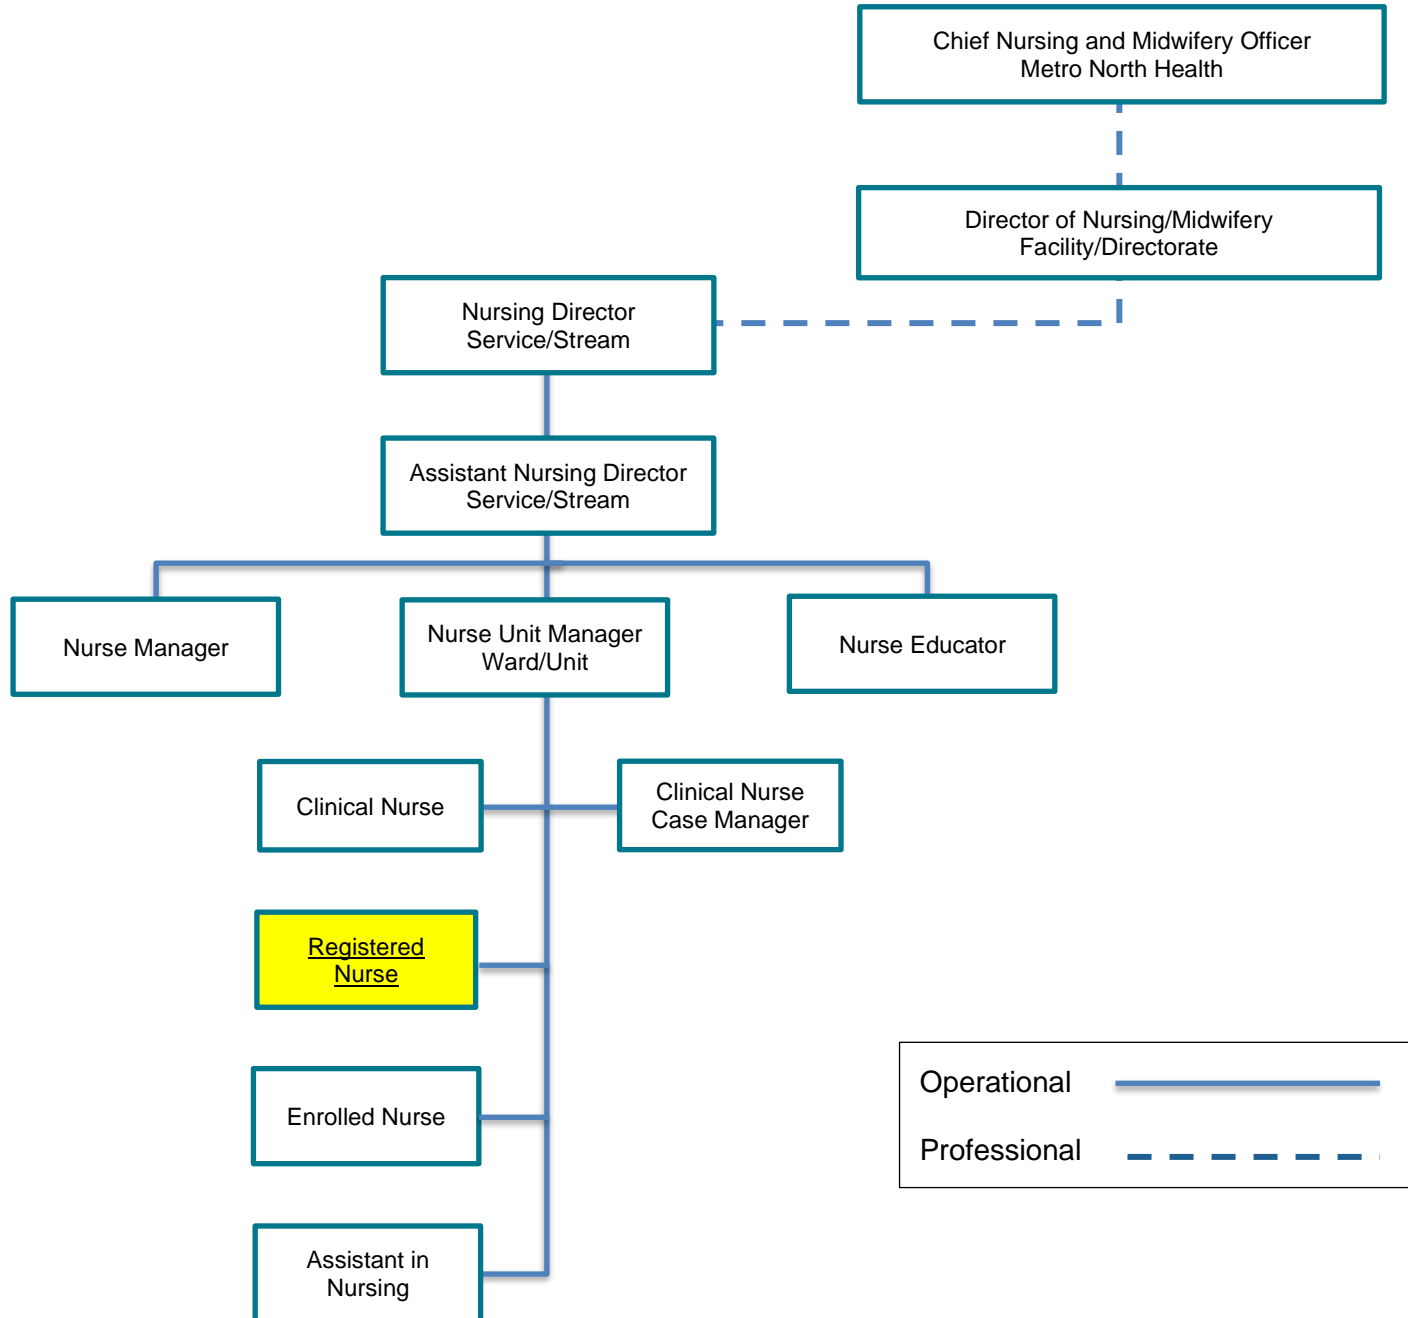 Chief Nursing and Midwifery Officer
Metro North Health
Director of Nursing/Midwifery
Facility/Directorate
Nursing Director
Service/Stream
Assistant Nursing Director
Service/Stream
Nurse Manager
Nurse Unit Manager
Ward/Unit
Nurse Educator
Clinical Nurse
Clinical Nurse
Case Manager
Registered
Nurse
Enrolled Nurse
Assistant in
Nursing
Operational
Professional